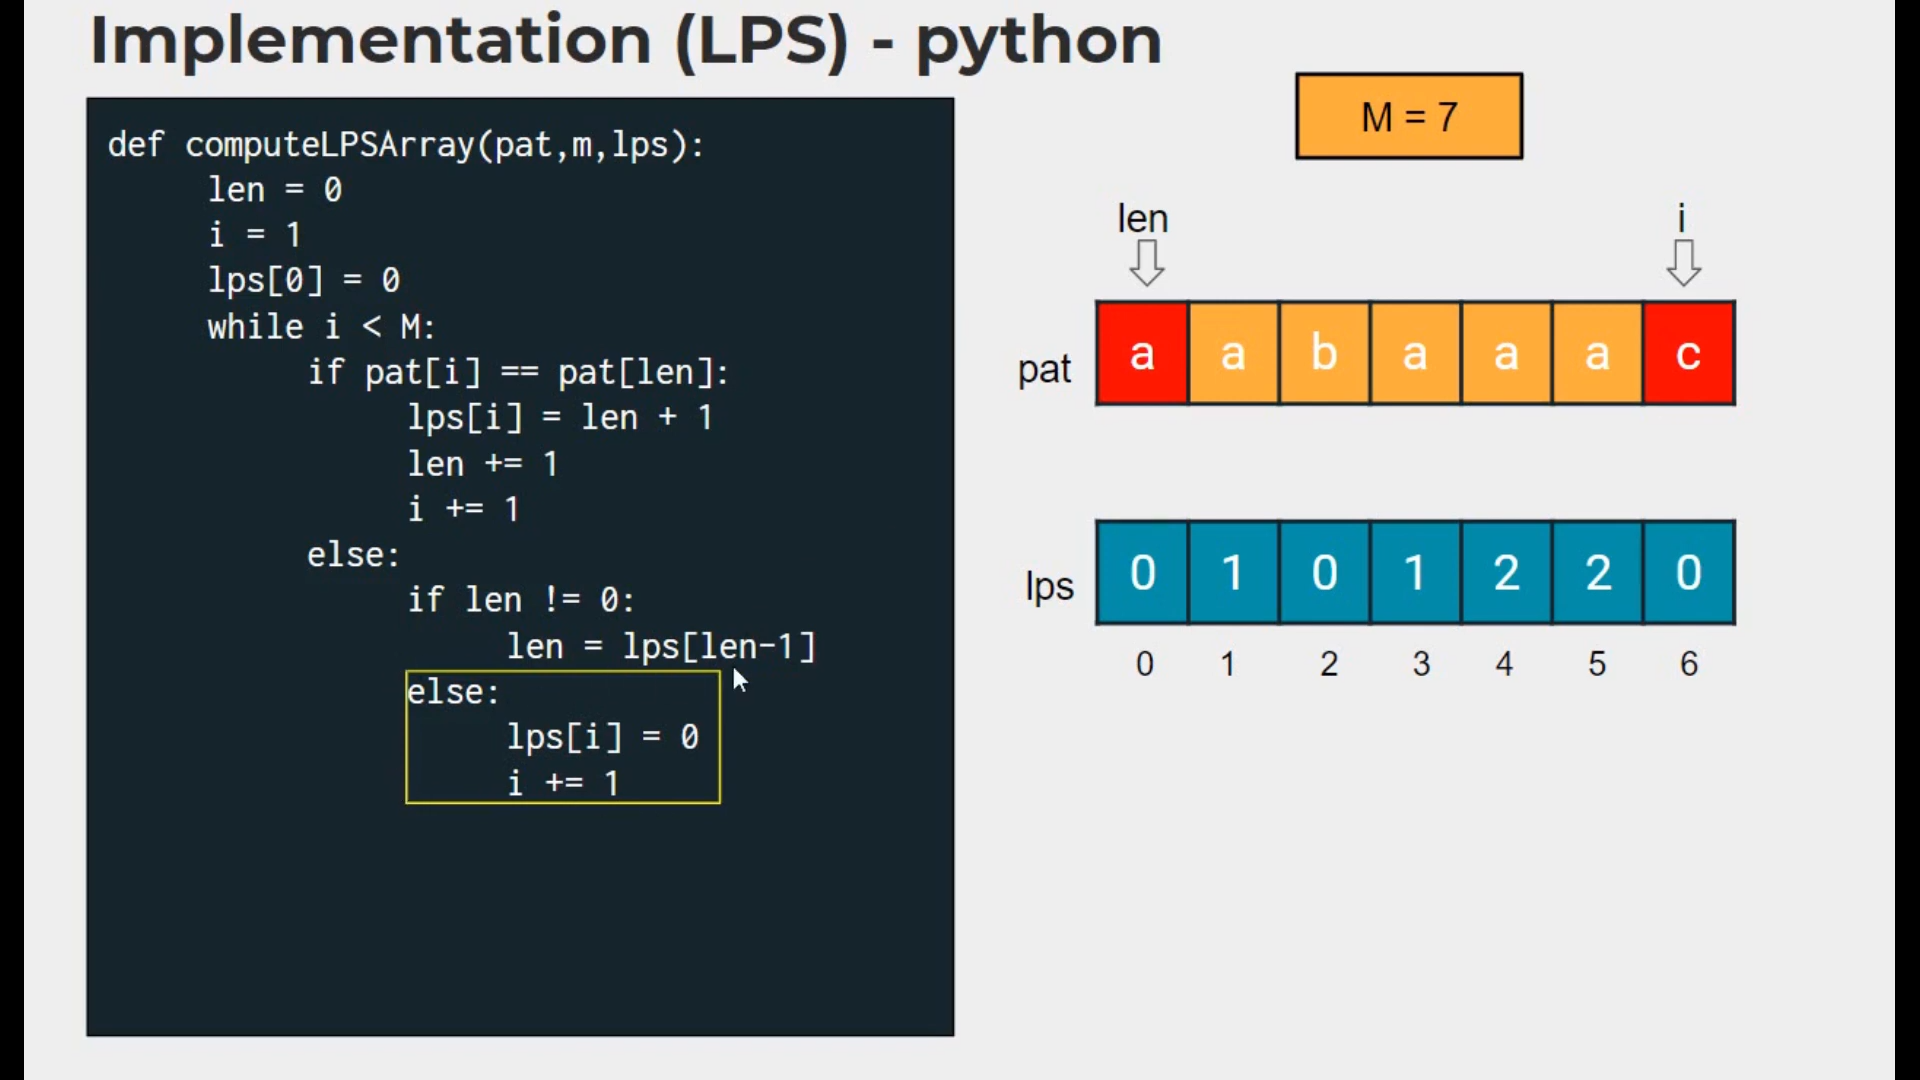 Implementation (LPS) - python
def computeLPSArray(pat,m,lps):
len = 0
i = 1
lps[0] = 0
while i < M:
if pat[i] == pat[len]:
lps[i] = len + 1
len += 1
i += 1
else:
if len != 0:
len = lps[len-1]
else:
lps[i] = 0
i += 1
M = 7
len i
pat a a b a a a c
lps 0 1 0 1 2 2 0
0 1 2 3 4 5 6